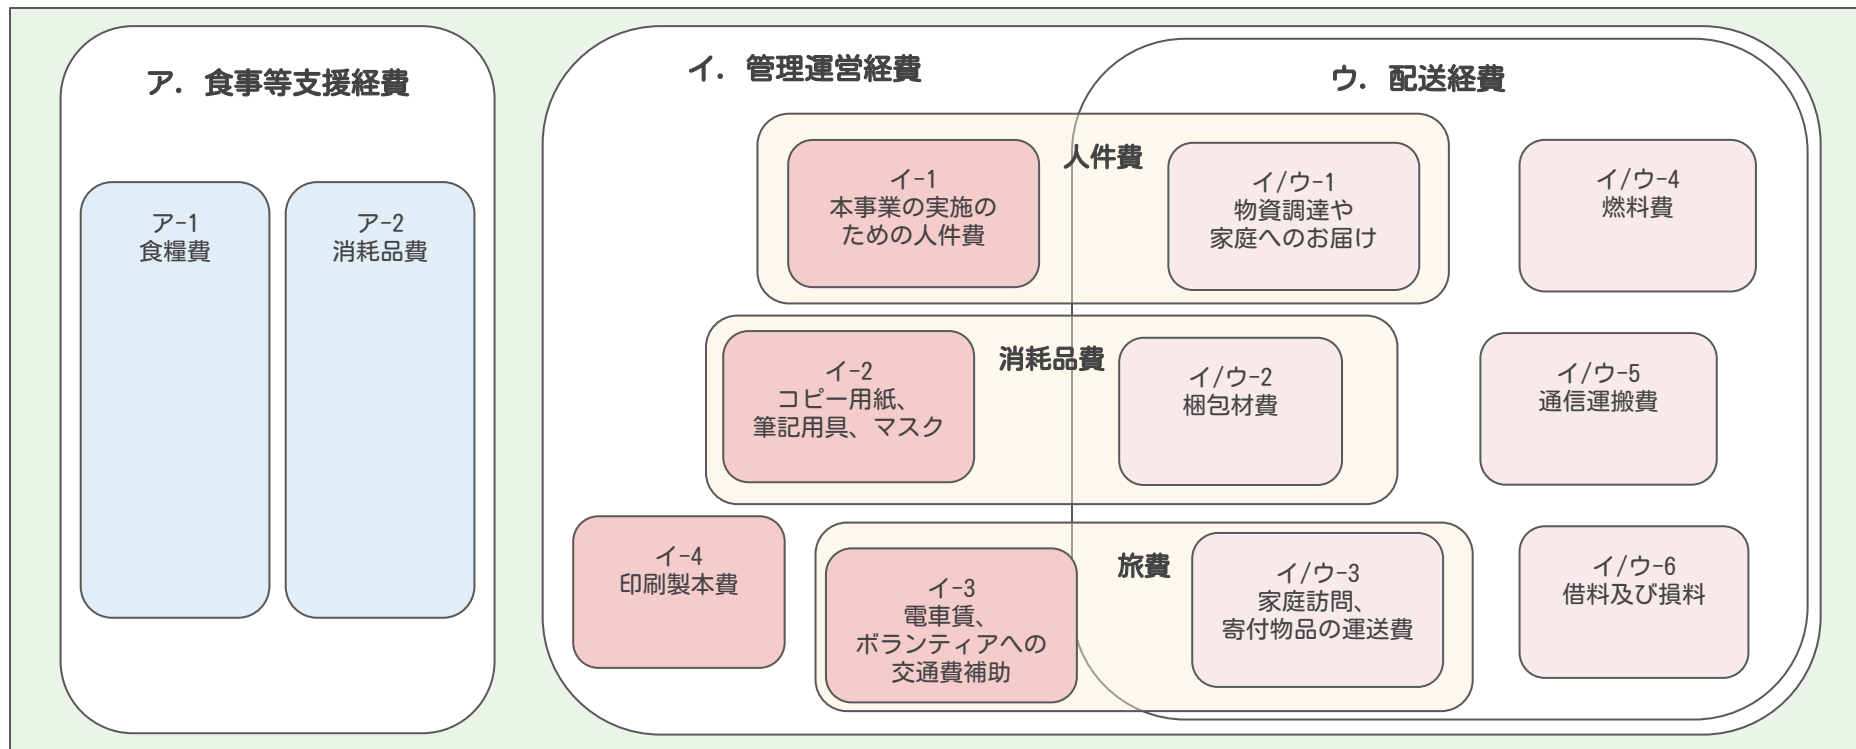 ア. 食事等支援経費
ア-1
食糧費
ア-2
消耗品費
イ. 管理運営経費
ウ. 配送経費
人件費
イ-1
本事業の実施の
ための人件費
イ/ウ-1
物資調達や
家庭へのお届け
イ/ウ-4
燃料費
消耗品費
イ-2
コピー用紙、
筆記用具、マスク
イ/ウ-2
梱包材費
イ/ウ-5
通信運搬費
イ-4
印刷製本費
旅費
イ-3
電車賃、
ボランティアへの
交通費補助
イ/ウ-3
家庭訪問、
寄付物品の運送費
イ/ウ-6
借料及び損料